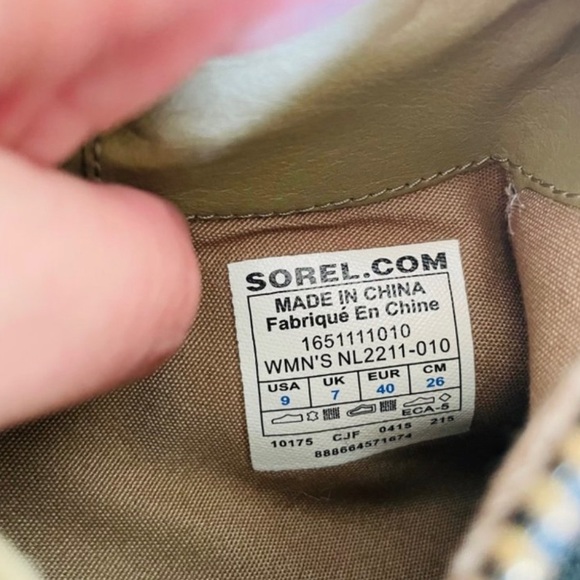 SOREL.COM
MADE IN CHINA
Fabriqué En Chine
1651111010
WMN'S NL2211-010
USA UK EUR CM
9 7 40 26
ECA-5
10175 CJF 0415 215
888664571674